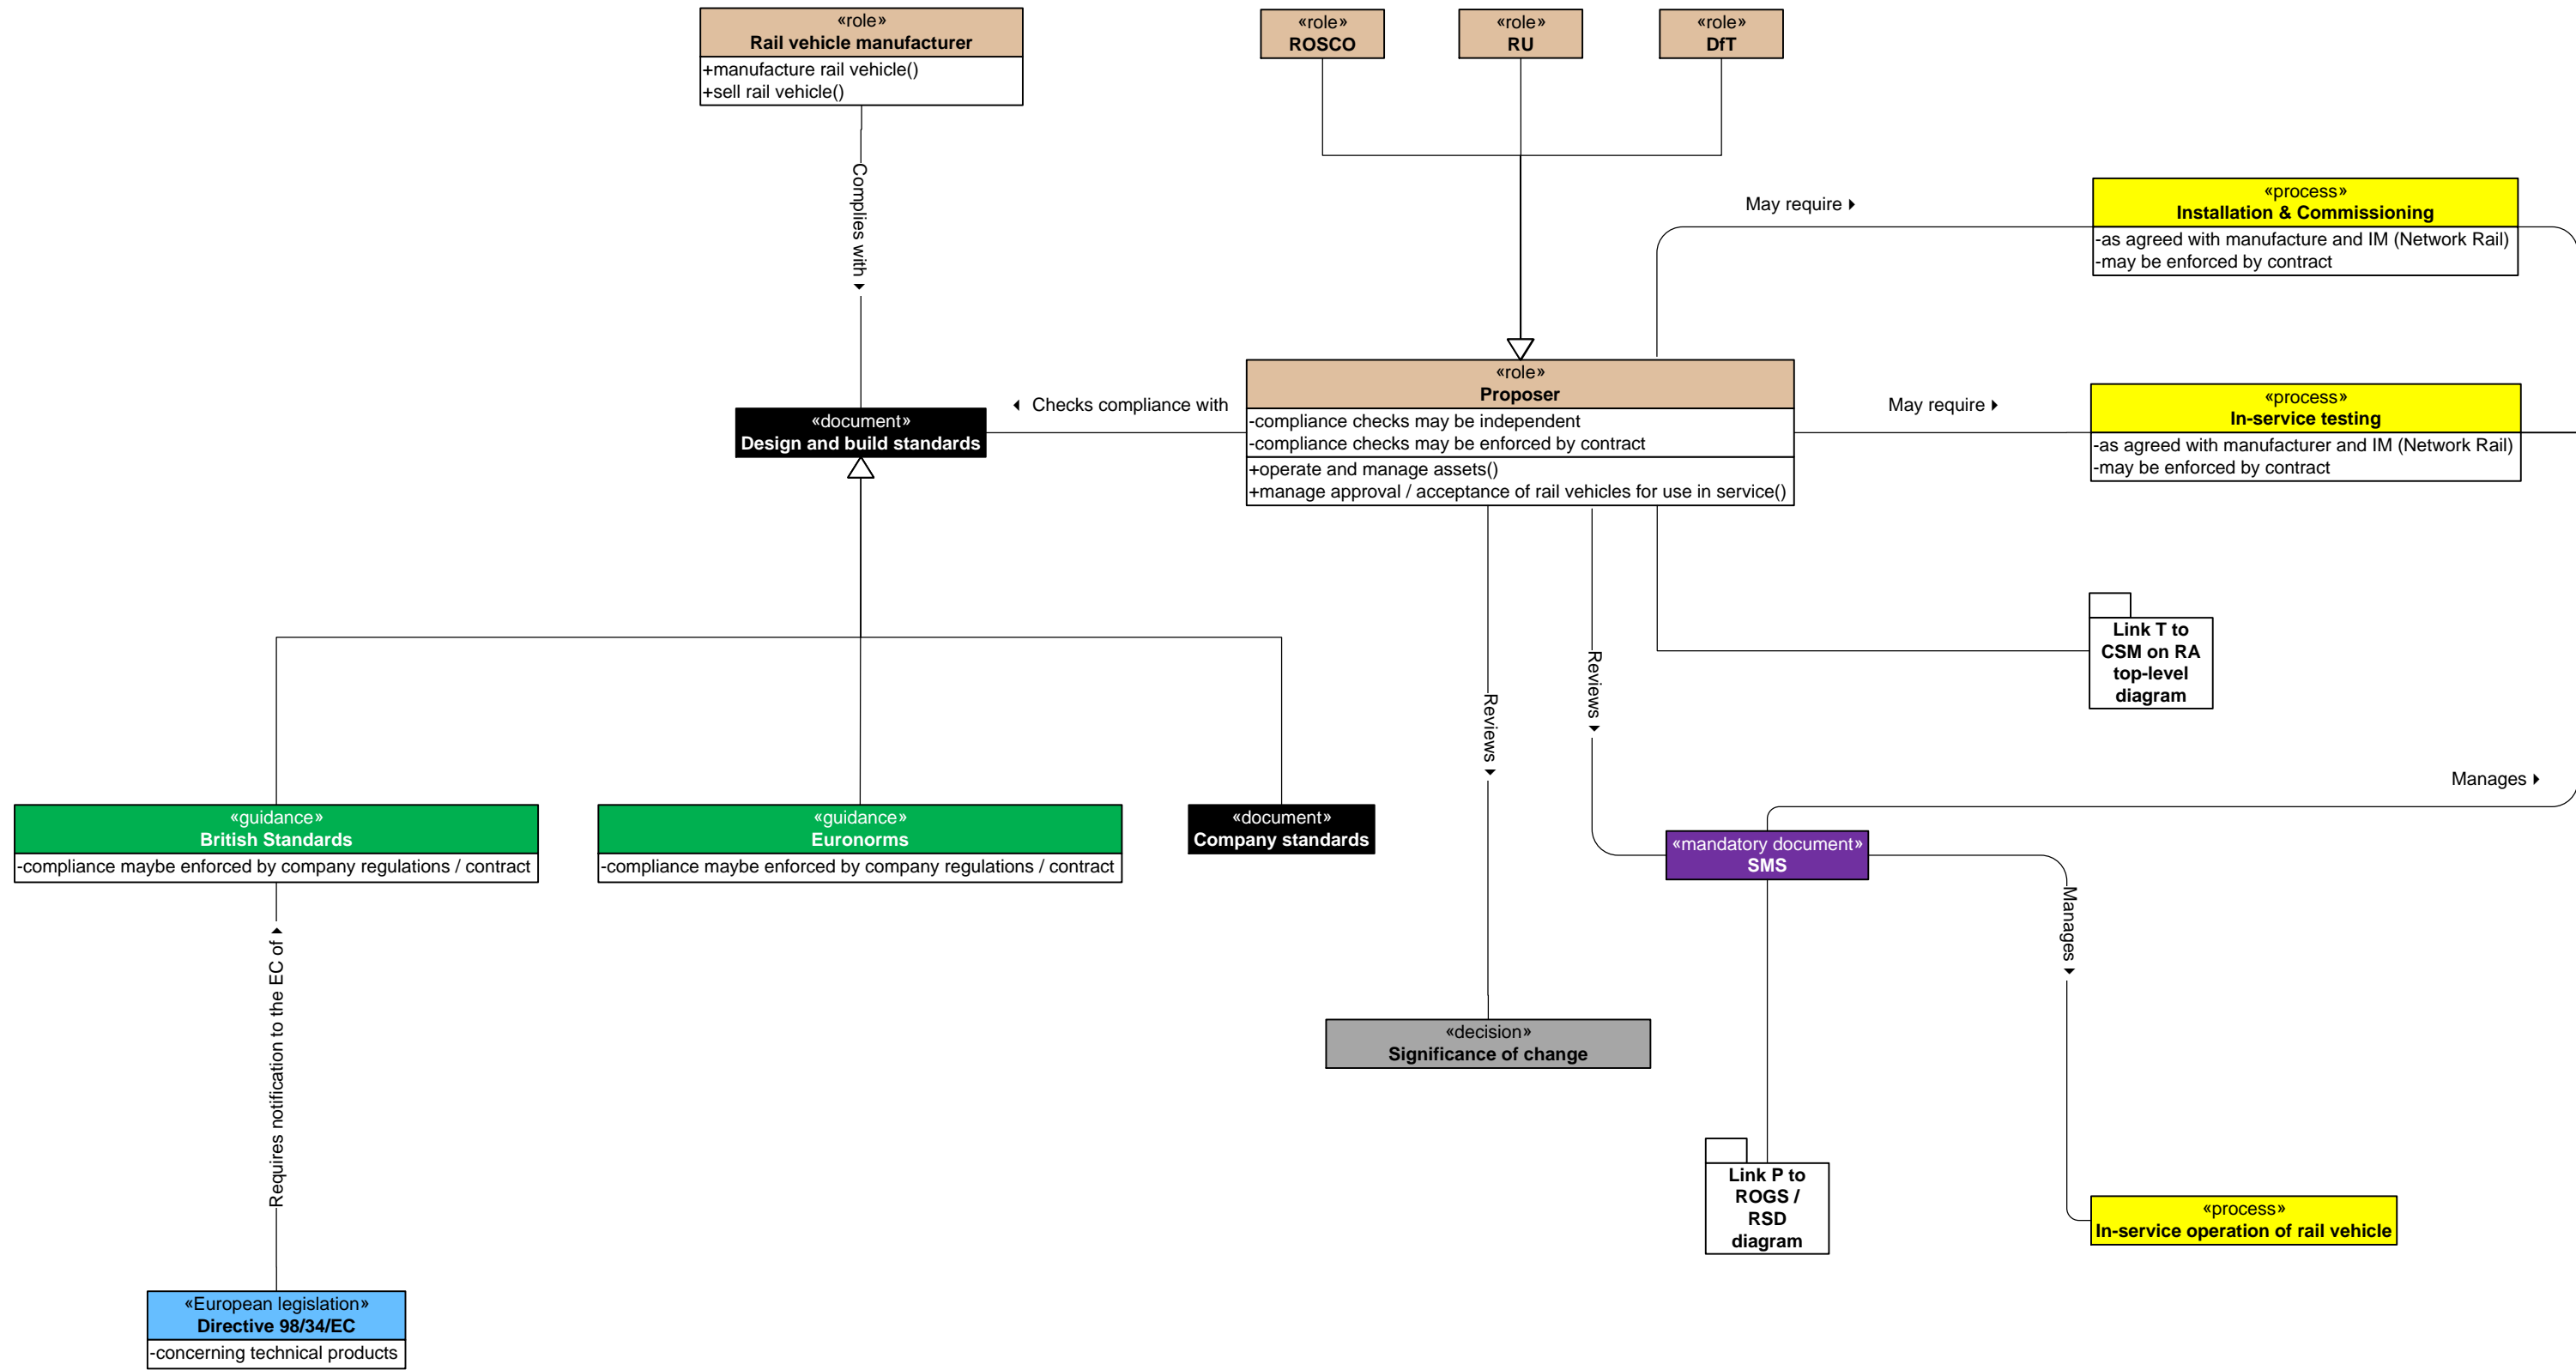 «role»
Rail vehicle manufacturer
+manufacture rail vehicle()
+sell rail vehicle()
«role»
ROSCO
«role»
RU
«role»
DfT
Complies with
May require
«process»
Installation & Commissioning
-as agreed with manufacture and IM (Network Rail)
-may be enforced by contract
«document»
Design and build standards
Checks compliance with
«role»
Proposer
-compliance checks may be independent
-compliance checks may be enforced by contract
+operate and manage assets()
+manage approval / acceptance of rail vehicles for use in service()
May require
«process»
In-service testing
-as agreed with manufacturer and IM (Network Rail)
-may be enforced by contract
Link T to
CSM on RA
top-level
diagram
Reviews
Reviews
Manages
«guidance»
British Standards
-compliance maybe enforced by company regulations / contract
«guidance»
Euronorms
-compliance maybe enforced by company regulations / contract
«document»
Company standards
«mandatory document»
SMS
Manages
Requires notification to the EC of
«decision»
Significance of change
Link P to
ROGS /
RSD
diagram
«process»
In-service operation of rail vehicle
«European legislation»
Directive 98/34/EC
-concerning technical products